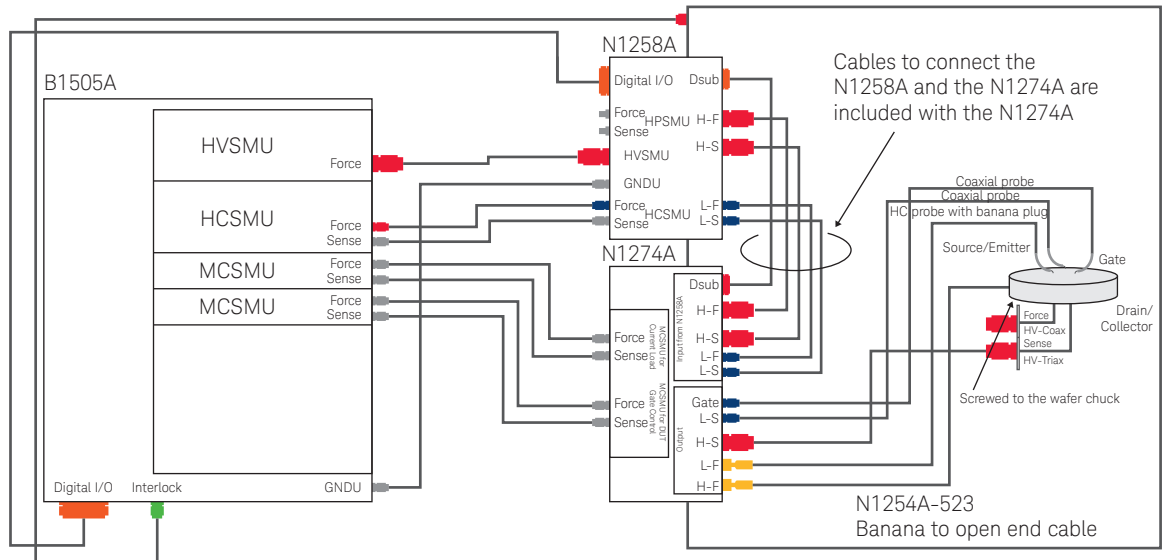 N1258A
B1505A
Digital I/O
Dsub
Force
HPSMU
H-F
Sense
H-S
HVSMU
GNDU
Force
HCSMU
L-F
Sense
L-S
HVSMU
Force
HCSMU
Force
Sense
MCSMU
Force
Sense
MCSMU
Force
Sense
Digital I/O
Interlock
GNDU
Cables to connect the
N1258A and the N1274A are
included with the N1274A
N1274A
Force
Sense
MCSMU for
Current Load
Force
Sense
MCSMU for DUT
Gate Control
Input from N1258A
Dsub
H-F
H-S
L-F
L-S
Output
Gate
L-S
H-S
L-F
H-F
Coaxial probe
Coaxial probe
HC probe with banana plug
Source/Emitter
Gate
Drain/
Collector
Force
HV-Coax
Sense
HV-Triax
Screwed to the wafer chuck
N1254A-523
Banana to open end cable